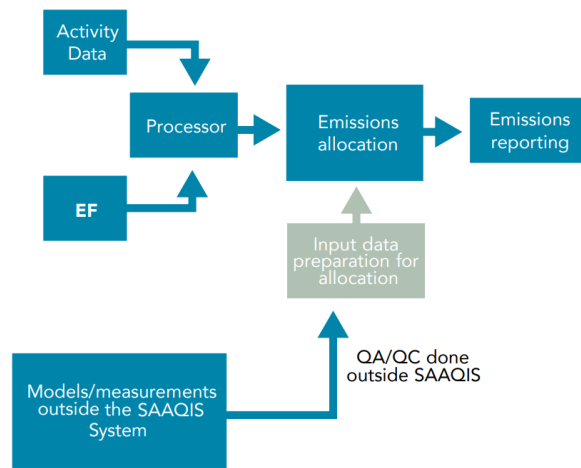 Activity
Data
Processor
EF
Emissions
allocation
Emissions
reporting
Input data
preparation for
allocation
QA/QC done
outside SAAQIS
Models/measurements
outside the SAAQIS
System